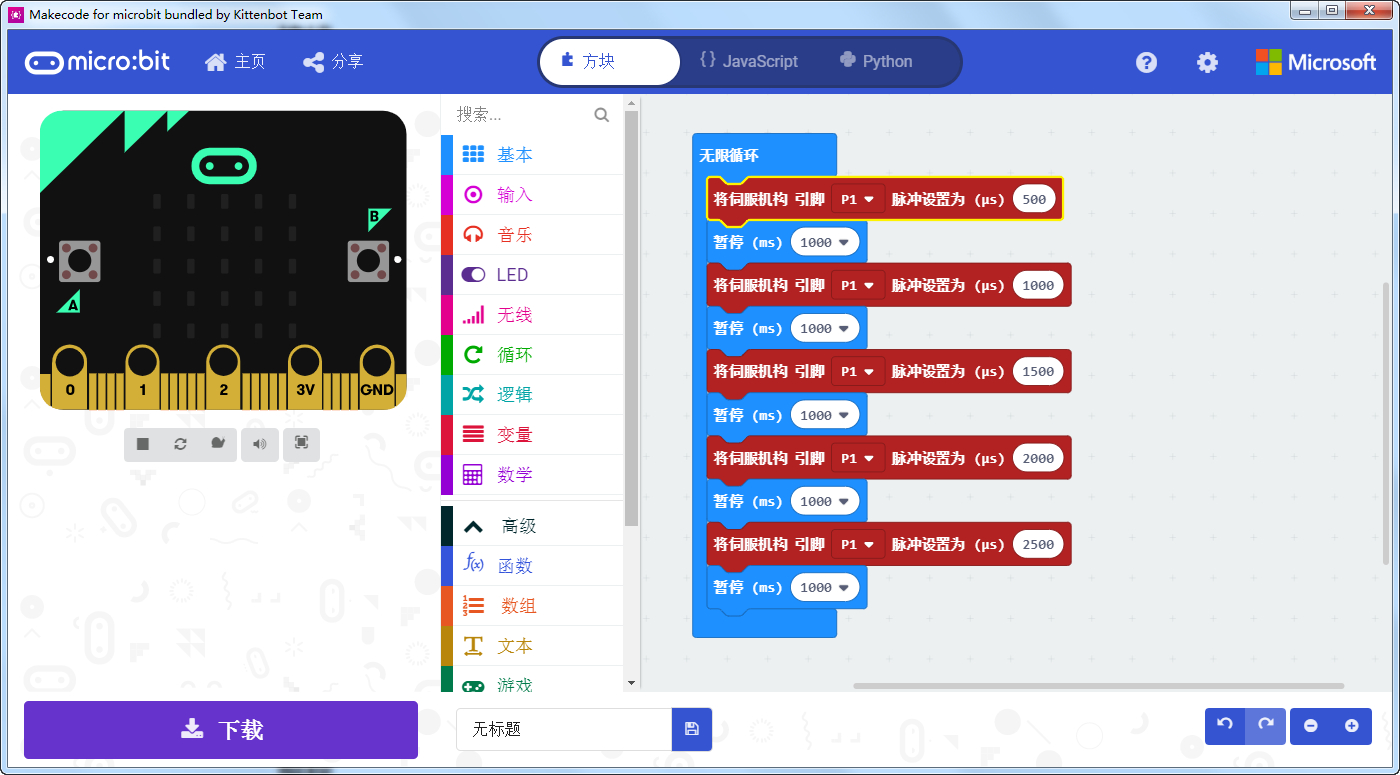 Makecode for microbit bundled by Kittenbot Team
micro:bit 主页 分享 方块 JavaScript Python Microsoft
B
A
0 1 2 3V GND
搜索...
基本
输入
音乐
LED
无线
循环
逻辑
变量
数学
高级
f(x) 函数
数组
文本
游戏
无限循环
将伺服机构 引脚 P1 脉冲设置为 (µs) 500
暂停 (ms) 1000
将伺服机构 引脚 P1 脉冲设置为 (µs) 1000
暂停 (ms) 1000
将伺服机构 引脚 P1 脉冲设置为 (µs) 1500
暂停 (ms) 1000
将伺服机构 引脚 P1 脉冲设置为 (µs) 2000
暂停 (ms) 1000
将伺服机构 引脚 P1 脉冲设置为 (µs) 2500
暂停 (ms) 1000
下载
无标题